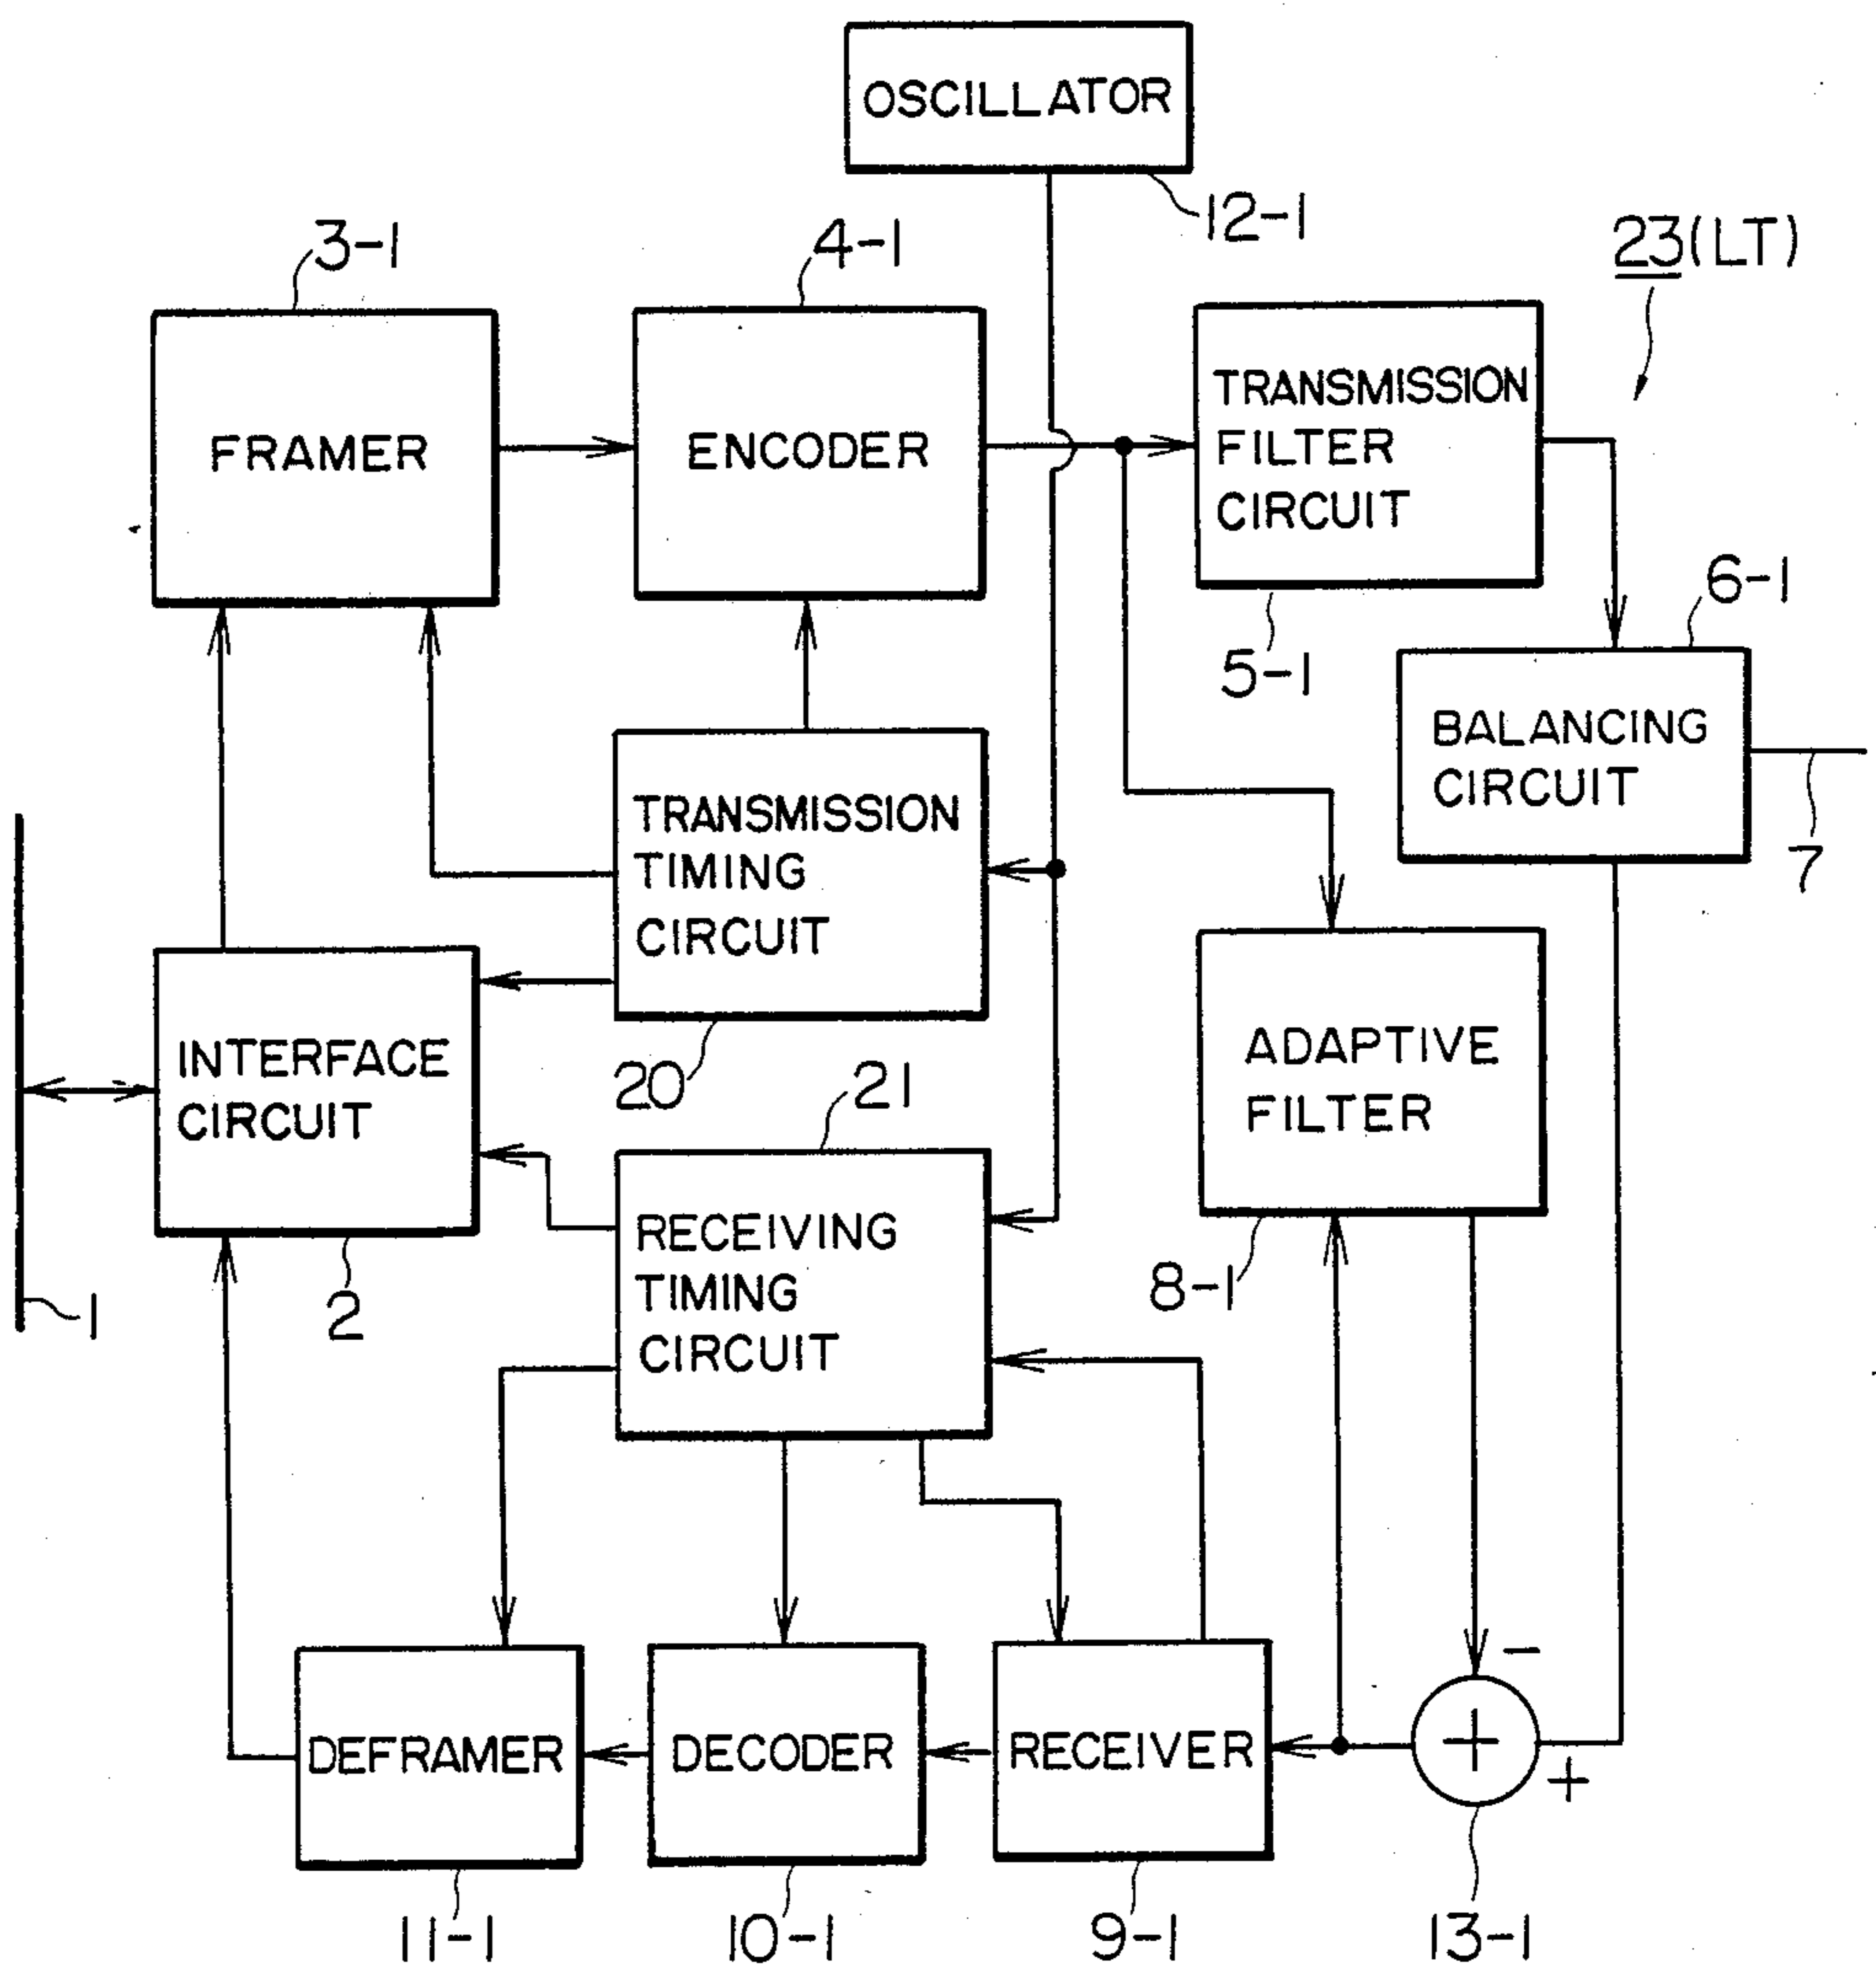 OSCILLATOR
12-1
3-1
4-1
23(LT)
FRAMER
ENCODER
TRANSMISSION
FILTER
CIRCUIT
5-1
6-1
BALANCING
CIRCUIT
7
TRANSMISSION
TIMING
CIRCUIT
20
INTERFACE
CIRCUIT
2
1
21
ADAPTIVE
FILTER
8-1
RECEIVING
TIMING
CIRCUIT
DEFRAMER
DECODER
RECEIVER
−
+
+
11-1
10-1
9-1
13-1